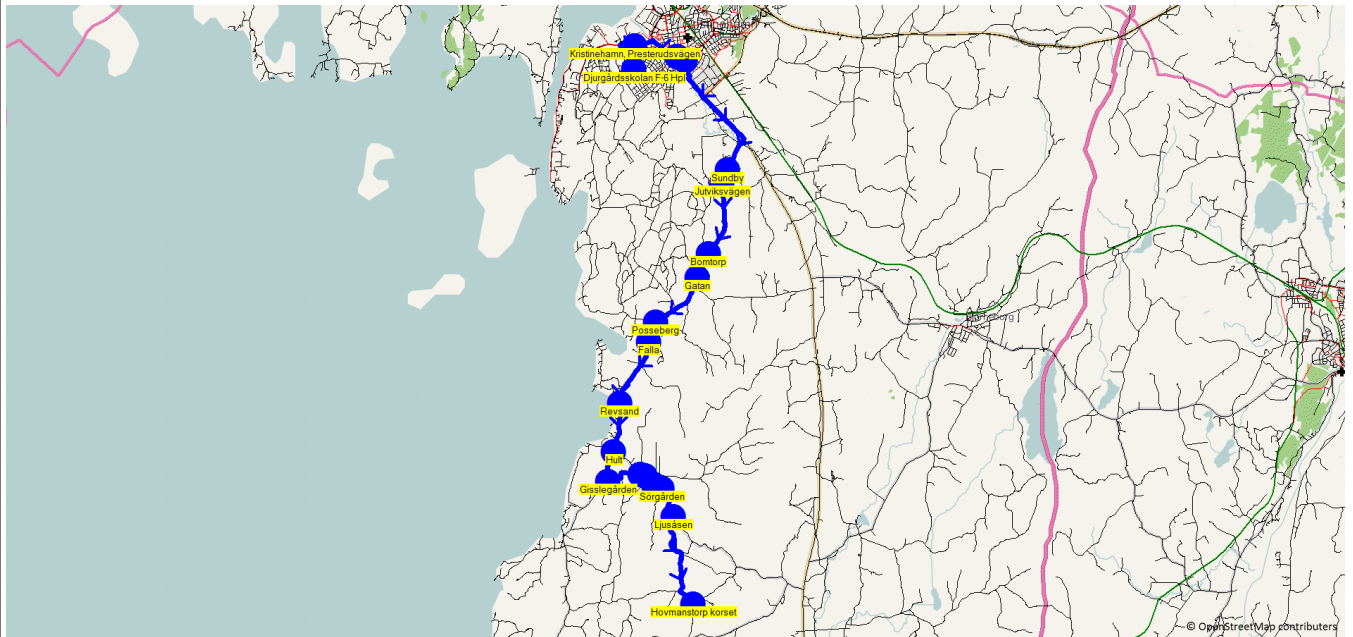 Kristinehamn, Presterudsvägen
Djurgårdsskolan F-6 Hpl
Sundby
Jutviksvägen
Bomtorp
Gatan
Posseberg
Falla
Revsand
Hult
Gisslegården
Sörgården
Ljusåsen
Hovmanstorp korset
© OpenStreetMap contributors